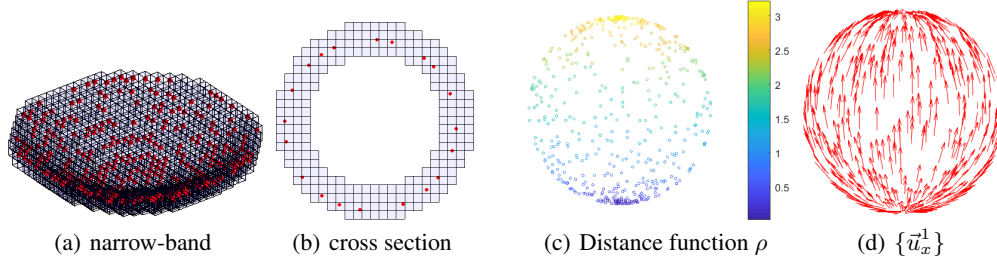 3
2.5
2
1.5
1
0.5
(a) narrow-band
(b) cross section
(c) Distance function ρ
(d) {u⃗¹ₓ}